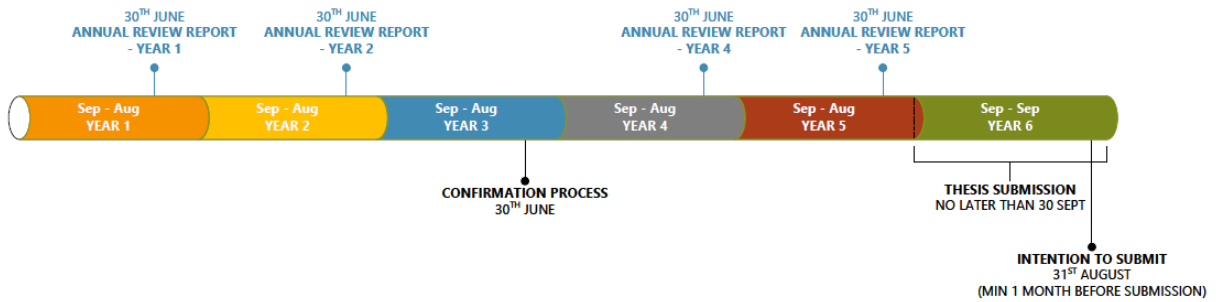 30TH JUNE
ANNUAL REVIEW REPORT
- YEAR 1
30TH JUNE
ANNUAL REVIEW REPORT
- YEAR 2
30TH JUNE
ANNUAL REVIEW REPORT
- YEAR 4
30TH JUNE
ANNUAL REVIEW REPORT
- YEAR 5
Sep - Aug
YEAR 1
Sep - Aug
YEAR 2
Sep - Aug
YEAR 3
Sep - Aug
YEAR 4
Sep - Aug
YEAR 5
Sep - Sep
YEAR 6
CONFIRMATION PROCESS
30TH JUNE
THESIS SUBMISSION
NO LATER THAN 30 SEPT
INTENTION TO SUBMIT
31ST AUGUST
(MIN 1 MONTH BEFORE SUBMISSION)